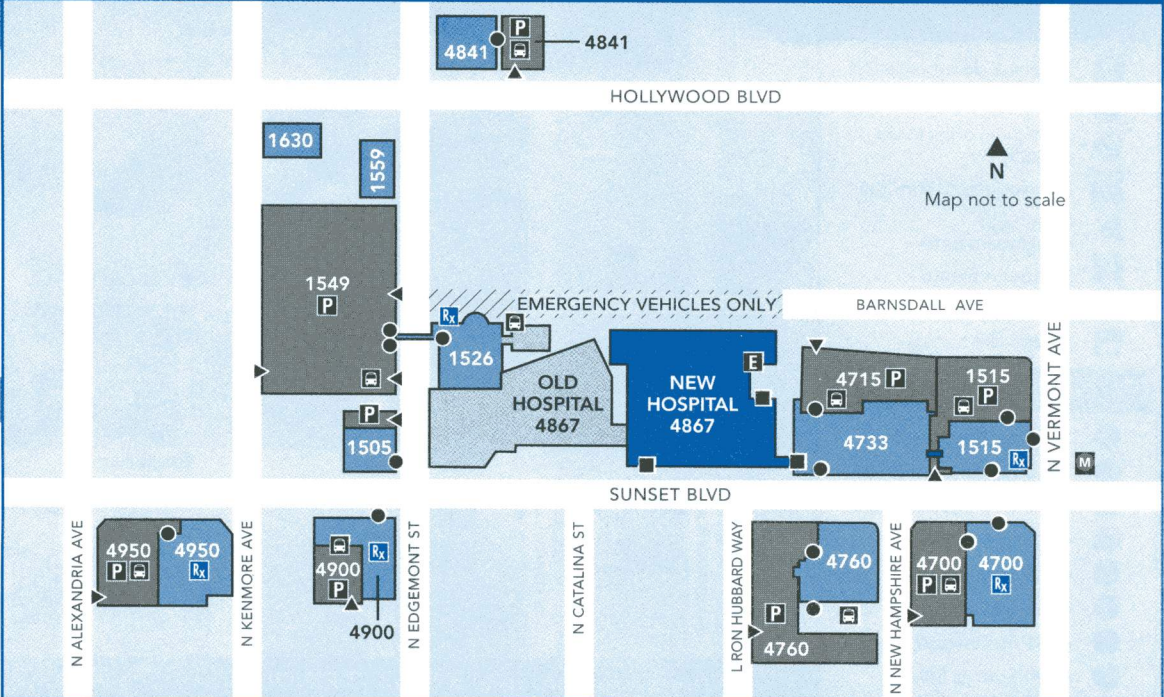 4841
P
4841
HOLLYWOOD BLVD
1630
1559
N
Map not to scale
1549
P
EMERGENCY VEHICLES ONLY
BARNSDALL AVE
Rx
1526
OLD
HOSPITAL
4867
NEW
HOSPITAL
4867
E
4715 P
1515
P
P
1505
4733
1515
Rx
N VERMONT AVE
M
SUNSET BLVD
N ALEXANDRIA AVE
4950
P
4950
Rx
N KENMORE AVE
4900
P
Rx
4900
N EDGEMONT ST
N CATALINA ST
L RON HUBBARD WAY
4760
P
4760
N NEW HAMPSHIRE AVE
4700
P
4700
Rx